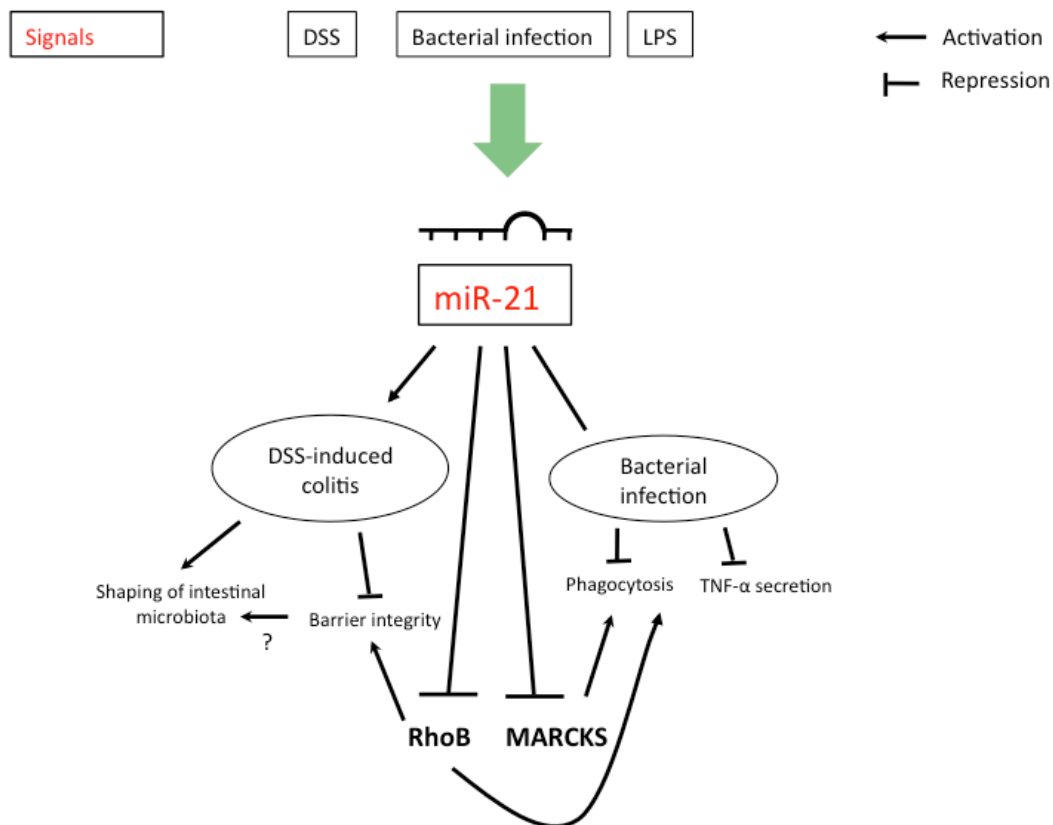 Signals
DSS
Bacterial infection
LPS
Activation
Repression
miR-21
DSS-induced
colitis
Bacterial
infection
Shaping of intestinal
microbiota
?
Barrier integrity
Phagocytosis
TNF-α secretion
RhoB
MARCKS